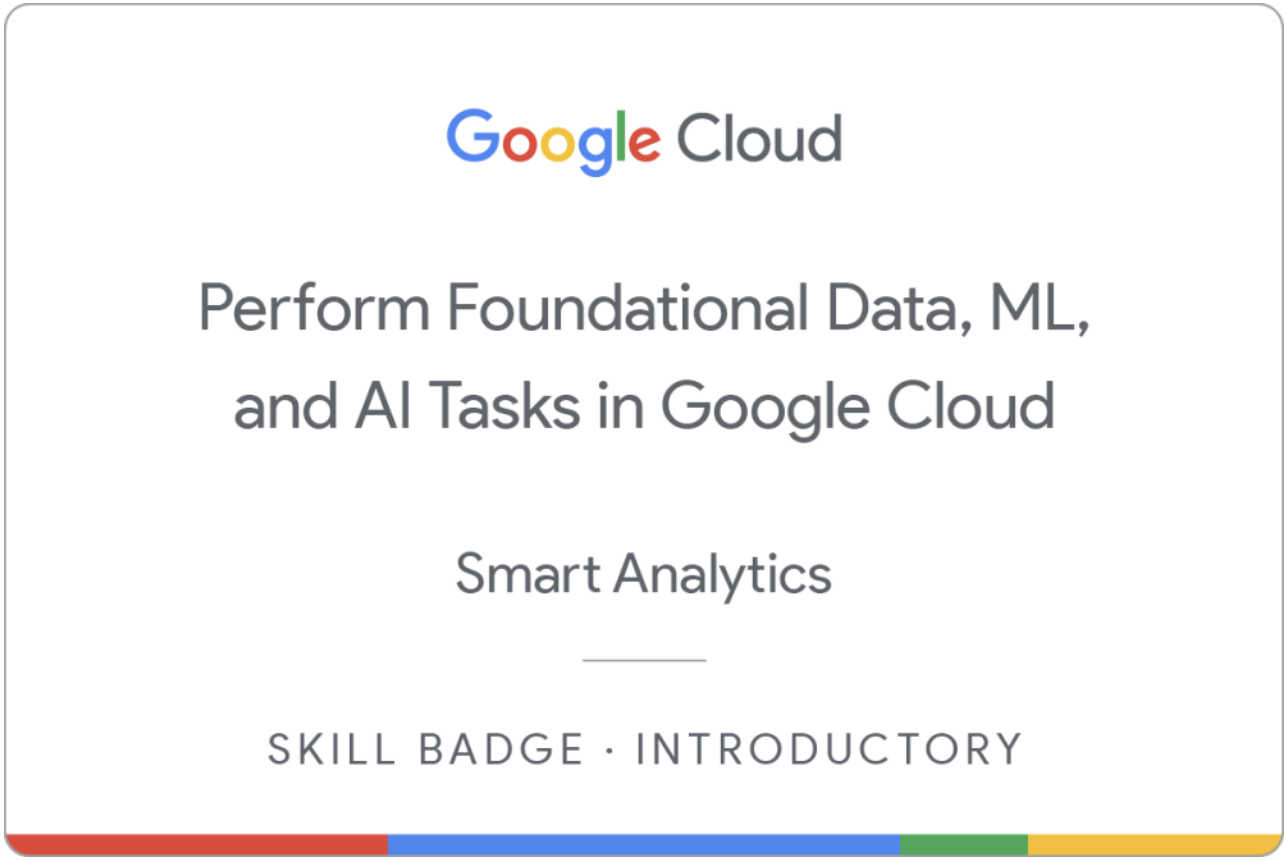 Google Cloud
Perform Foundational Data, ML,
and AI Tasks in Google Cloud
Smart Analytics
SKILL BADGE · INTRODUCTORY